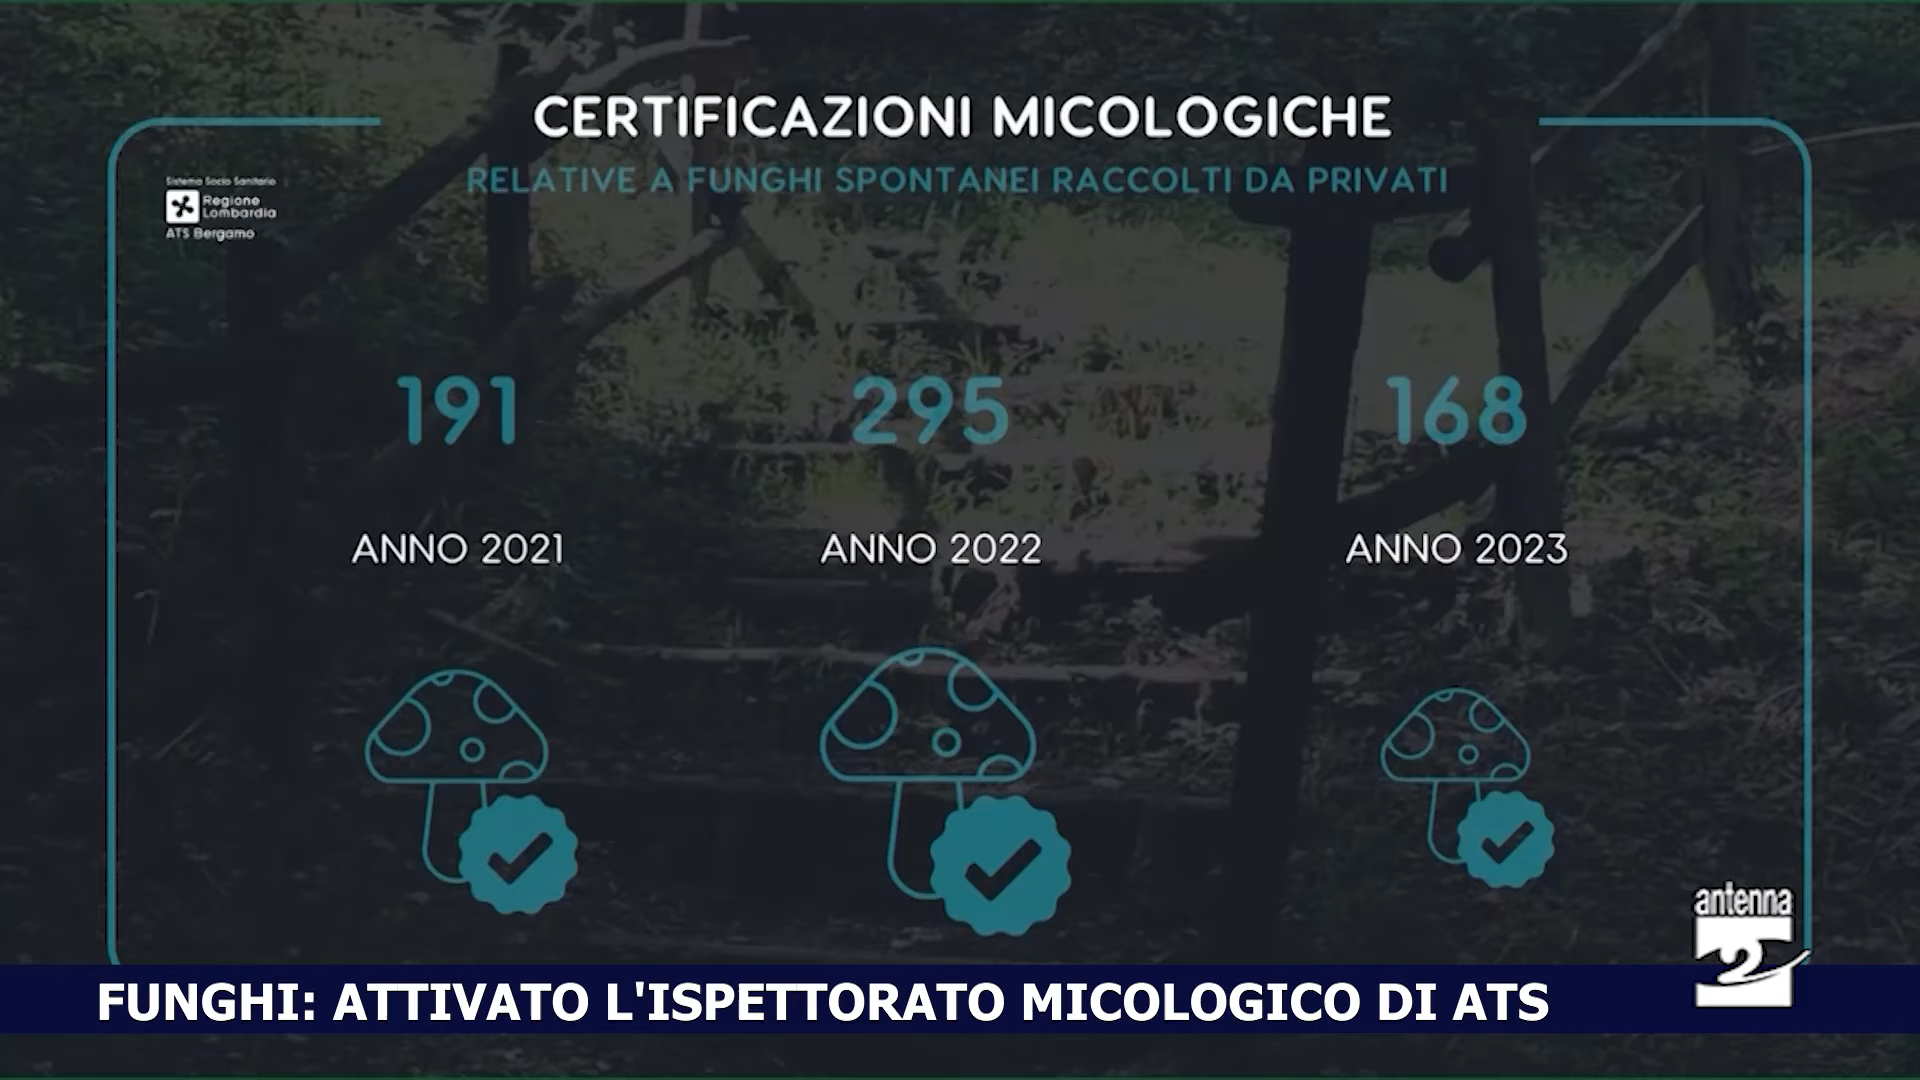 CERTIFICAZIONI MICOLOGICHE
RELATIVE A FUNGHI SPONTANEI RACCOLTI DA PRIVATI
Sistema Socio Sanitario
Regione
Lombardia
ATS Bergamo
191
295
168
ANNO 2021
ANNO 2022
ANNO 2023
antenna
2
FUNGHI: ATTIVATO L'ISPETTORATO MICOLOGICO DI ATS